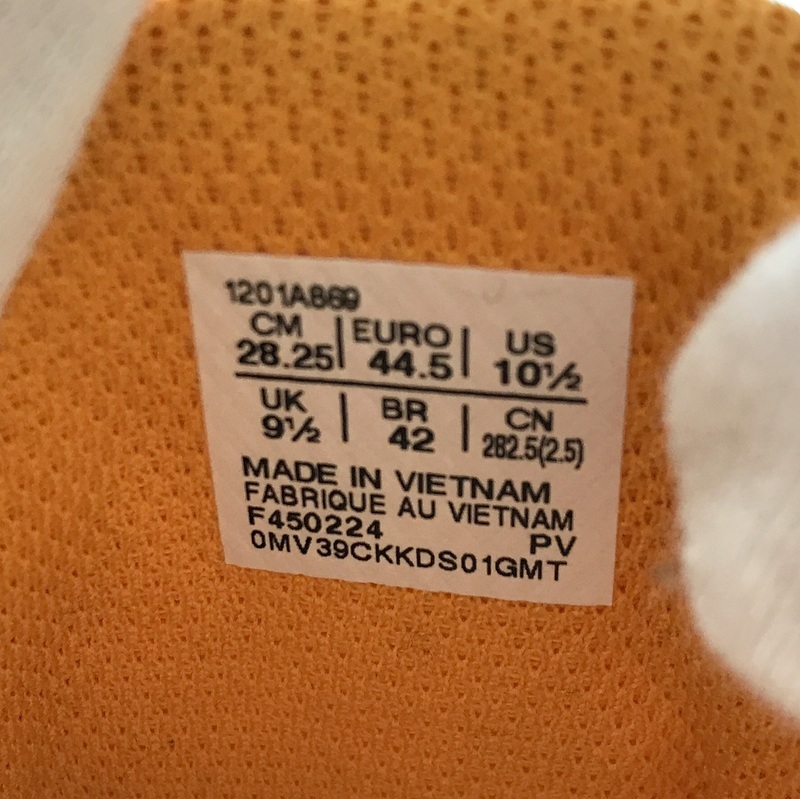 1201A869
CM | EURO | US
28.25 | 44.5 | 10½
UK | BR | CN
9½ | 42 | 282.5(2.5)
MADE IN VIETNAM
FABRIQUE AU VIETNAM
F450224 PV
0MV39CKKDS01GMT